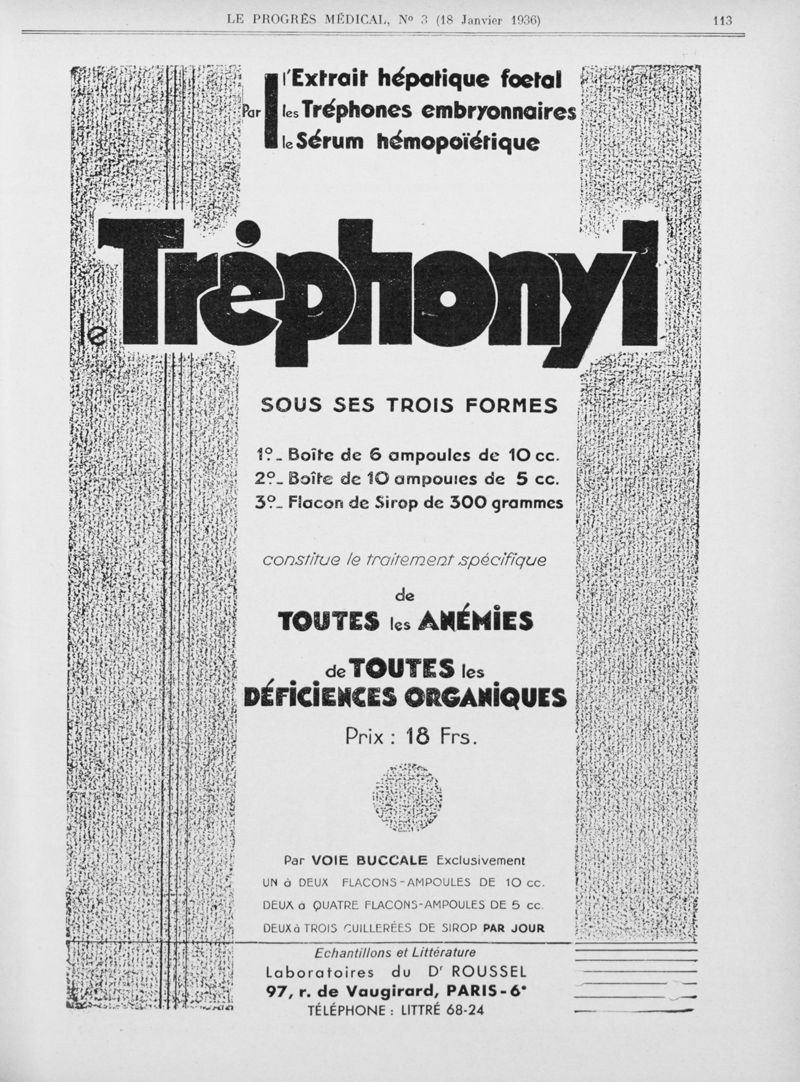 LE PROGRÈS MÉDICAL, Nº 3 (18 Janvier 1936) 113
l'Extrait hépatique foetal
Par les Tréphones embryonnaires
le Sérum hémopoïétique
le Tréphonyl
SOUS SES TROIS FORMES
1º_ Boîte de 6 ampoules de 10 cc.
2º_ Boîte de 10 ampoules de 5 cc.
3º_ Flacon de Sirop de 300 grammes
constitue le traitement spécifique
de
TOUTES les ANÉMIES
de TOUTES les
DÉFICIENCES ORGANIQUES
Prix : 18 Frs.
Par VOIE BUCCALE Exclusivement
UN à DEUX FLACONS-AMPOULES DE 10 cc.
DEUX à QUATRE FLACONS-AMPOULES DE 5 cc.
DEUX à TROIS CUILLERÉES DE SIROP PAR JOUR
Echantillons et Littérature
Laboratoires du Dr ROUSSEL
97, r. de Vaugirard, PARIS-6e
TÉLÉPHONE : LITTRÉ 68-24